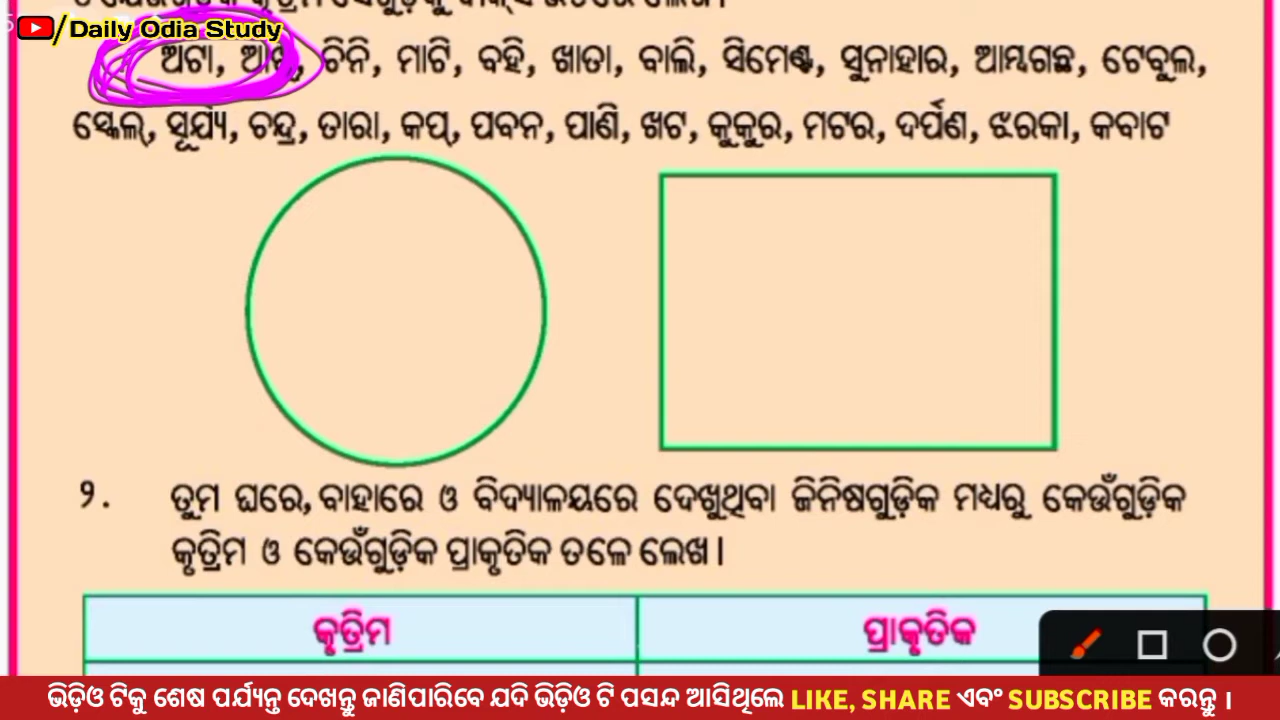 /Daily Odia Study
ଅଟା, ଆମ୍ବ, ଚିନି, ମାଟି, ବହି, ଖାତା, ବାଲି, ସିମେଣ୍ଟ, ସୁନାହାର, ଆମ୍ବଗଛ, ଟେବୁଲ,
ସ୍କେଲ୍, ସୂର୍ଯ୍ୟ, ଚନ୍ଦ୍ର, ତାରା, କପ୍, ପବନ, ପାଣି, ଖଟ, କୁକୁର, ମଟର, ଦର୍ପଣ, ଝରକା, କବାଟ
୨. ତୁମ ଘରେ, ବାହାରେ ଓ ବିଦ୍ୟାଳୟରେ ଦେଖୁଥିବା ଜିନିଷଗୁଡ଼ିକ ମଧ୍ୟରୁ କେଉଁଗୁଡ଼ିକ
କୃତ୍ରିମ ଓ କେଉଁଗୁଡ଼ିକ ପ୍ରାକୃତିକ ତଳେ ଲେଖ।
କୃତ୍ରିମ ପ୍ରାକୃତିକ
ଭିଡ଼ିଓ ଟିକୁ ଶେଷ ପର୍ଯ୍ୟନ୍ତ ଦେଖନ୍ତୁ ଜାଣିପାରିବେ ଯଦି ଭିଡ଼ିଓ ଟି ପସନ୍ଦ ଆସିଥିଲେ LIKE, SHARE ଏବଂ SUBSCRIBE କରନ୍ତୁ ।